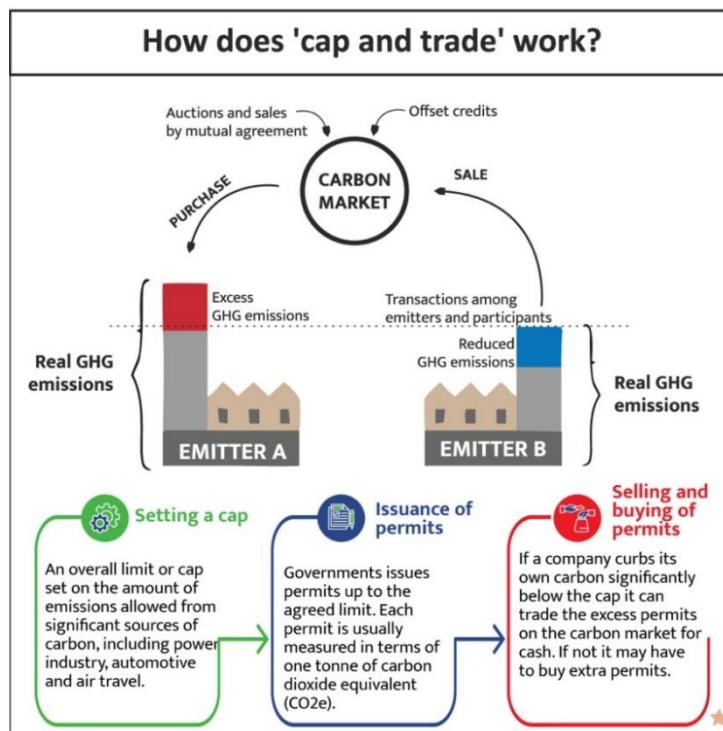 How does 'cap and trade' work?
Auctions and sales
by mutual agreement
Offset credits
CARBON
MARKET
PURCHASE
SALE
Excess
GHG emissions
Transactions among
emitters and participants
Reduced
GHG emissions
Real GHG
emissions
Real GHG
emissions
EMITTER A
EMITTER B
Setting a cap
An overall limit or cap
set on the amount of
emissions allowed from
significant sources of
carbon, including power
industry, automotive
and air travel.
Issuance of
permits
Governments issues
permits up to the
agreed limit. Each
permit is usually
measured in terms of
one tonne of carbon
dioxide equivalent
(CO2e).
Selling and
buying of
permits
If a company curbs its
own carbon significantly
below the cap it can
trade the excess permits
on the carbon market for
cash. If not it may have
to buy extra permits.